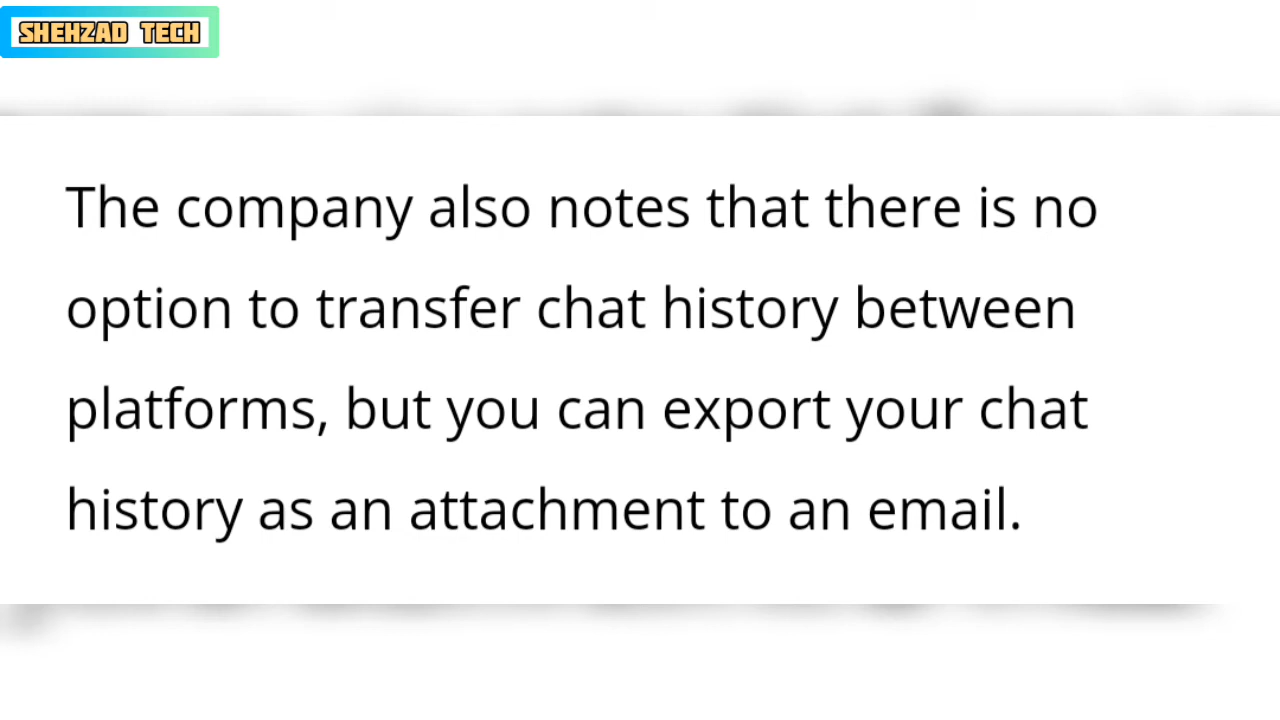 SHEHZAD TECH
The company also notes that there is no
option to transfer chat history between
platforms, but you can export your chat
history as an attachment to an email.